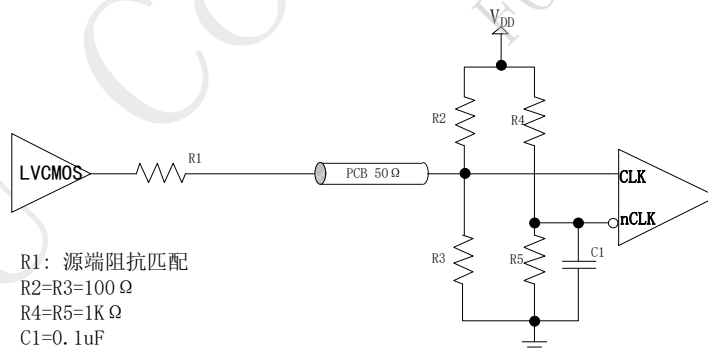 V_DD
R2
R4
LVCMOS
R1
PCB 50Ω
CLK
nCLK
R3
R5
C1
R1: 源端阻抗匹配
R2=R3=100Ω
R4=R5=1KΩ
C1=0.1uF